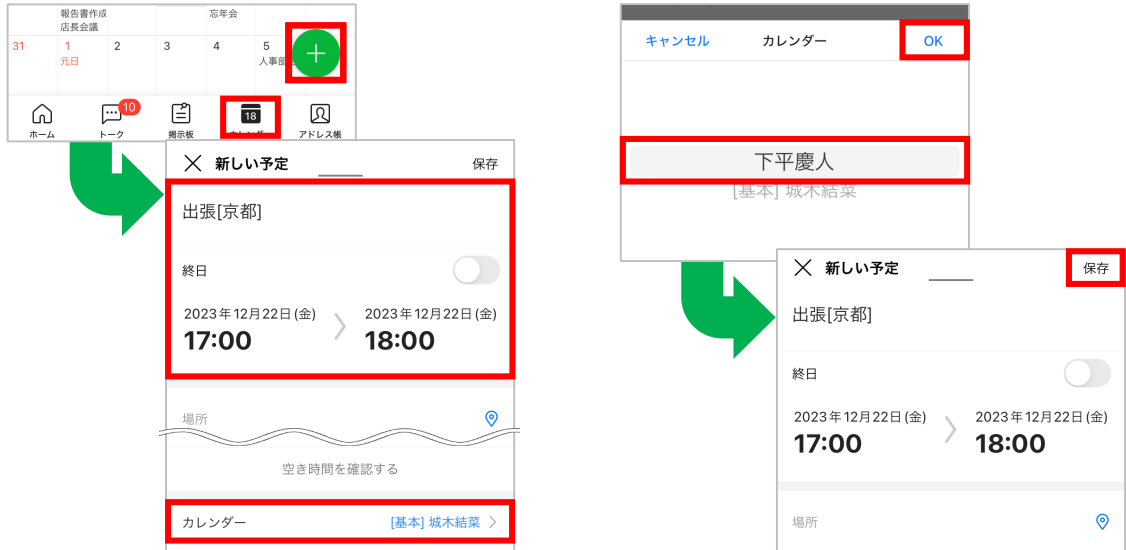 報告書作成
忘年会
店長会議
31 1 2 3 4 5
元日
人事部
ホーム
10
トーク
掲示板
18
カレンダー
アドレス帳
新しい予定
保存
出張[京都]
終日
2023年12月22日(金)
17:00
2023年12月22日(金)
18:00
場所
空き時間を確認する
カレンダー
[基本] 城木結菜
キャンセル
カレンダー
OK
下平慶人
[基本] 城木結菜
新しい予定
保存
出張[京都]
終日
2023年12月22日(金)
17:00
2023年12月22日(金)
18:00
場所